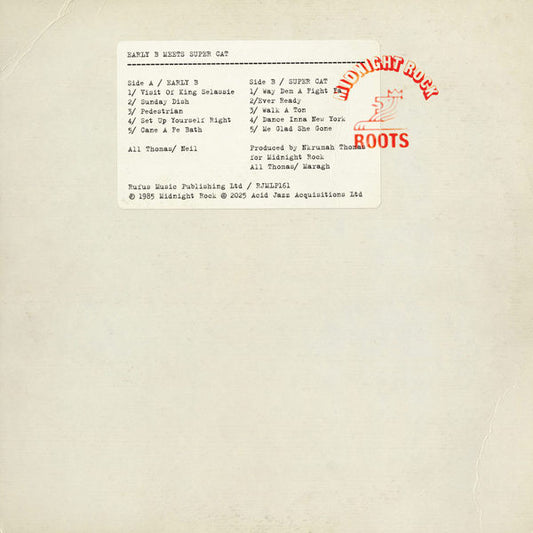 EARLY B MEETS SUPER CAT
Side A / EARLY B
1/ Visit Of King Selassie
2/ Sunday Dish
3/ Pedestrian
4/ Set Up Yourself Right
5/ Cane A Fe Bath
All Thomas/ Neil
Side B / SUPER CAT
1/ Way Dem A Fight
2/Ever Ready
3/ Walk A Ton
4/ Dance Inna New York
5/ Me Glad She Gone
Produced by Nkrumah Thomas
for Midnight Rock
All Thomas/ Maragh
Rufus Music Publishing Ltd / RJMLP161
℗ 1985 Midnight Rock © 2025 Acid Jazz Acquisitions Ltd
MIDNIGHT ROCK
ROOTS